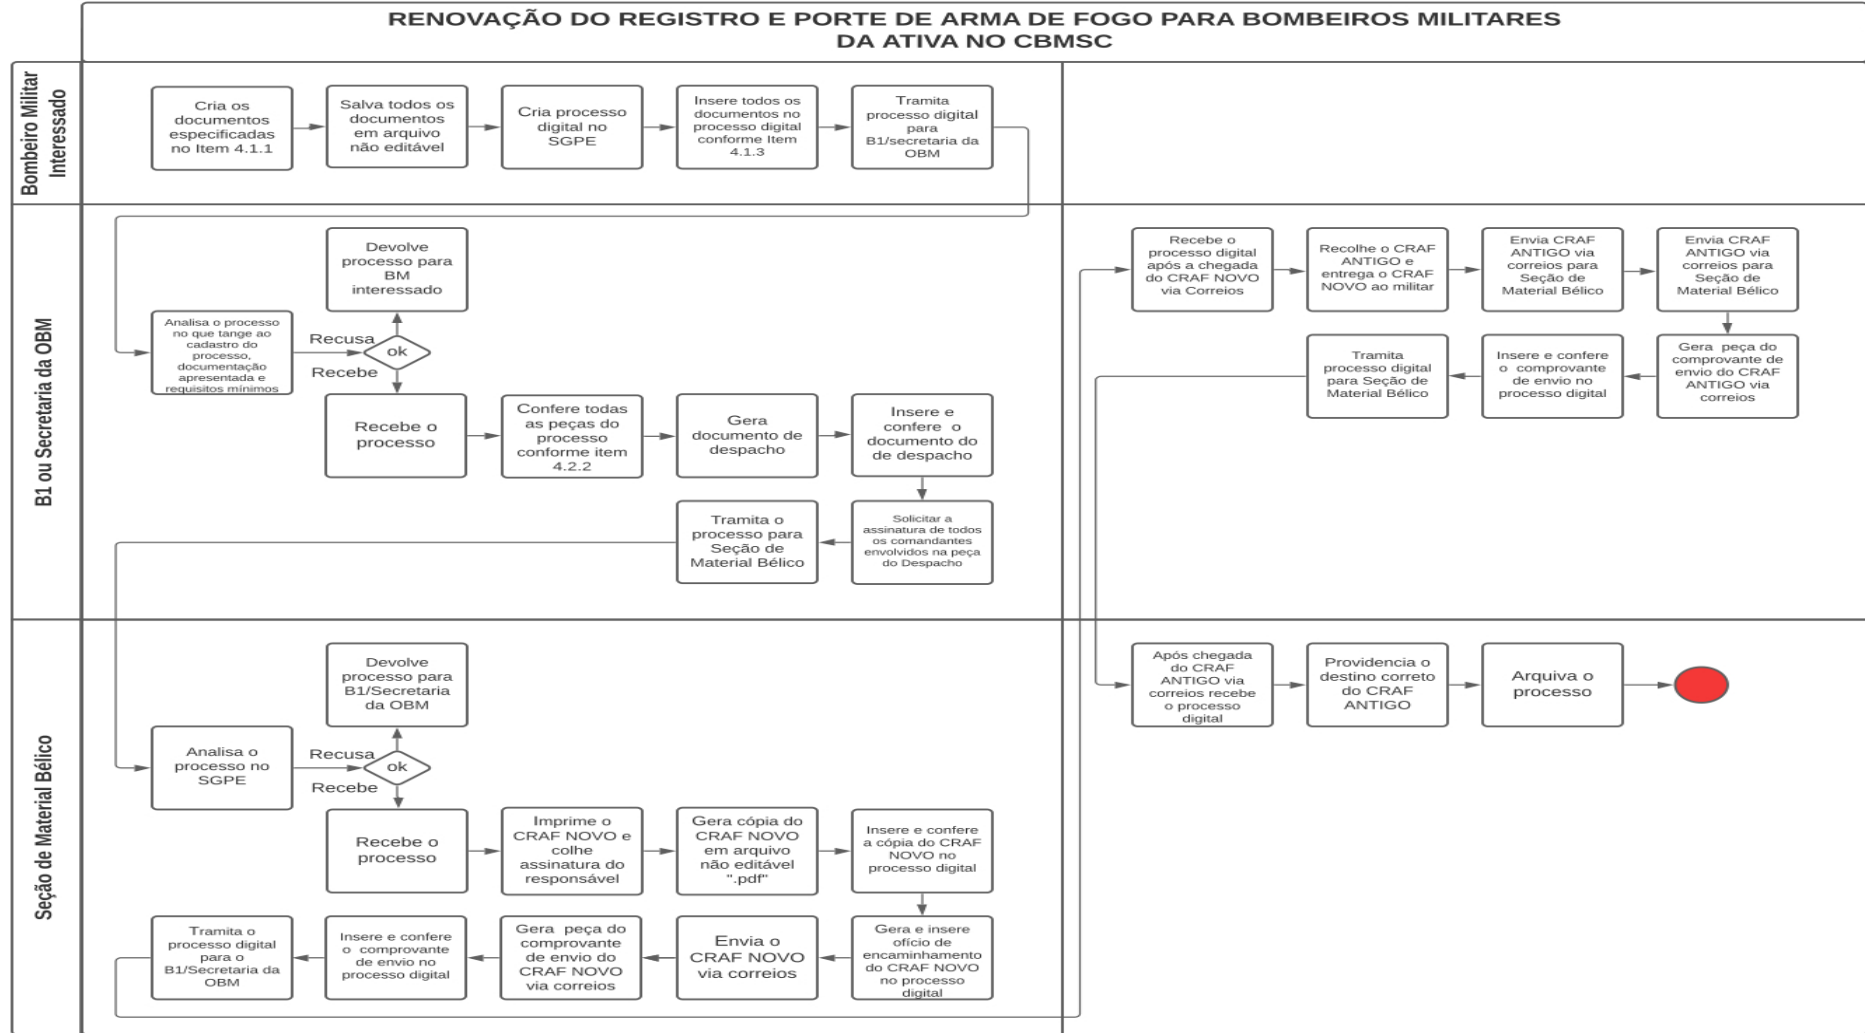 RENOVAÇÃO DO REGISTRO E PORTE DE ARMA DE FOGO PARA BOMBEIROS MILITARES
DA ATIVA NO CBMSC
Bombeiro Militar
Interessado
Cria os
documentos
especificadas
no Item 4.1.1
Salva todos os
documentos
em arquivo
não editável
Cria processo
digital no
SGPE
Insere todos os
documentos no
processo digital
conforme Item
4.1.3
Tramita
processo digital
para
B1/secretaria da
OBM
B1 ou Secretaria da OBM
Analisa o processo
no que tange ao
cadastro do
processo,
documentação
apresentada e
requisitos mínimos
Recusa
Recebe
ok
Devolve
processo para
BM
interessado
Recebe o
processo
Confere todas
as peças do
processo
conforme item
4.2.2
Gera
documento de
despacho
Insere e
confere o
documento do
de despacho
Solicitar a
assinatura de todos
os comandantes
envolvidos na peça
do Despacho
Tramita o
processo para
Seção de
Material Bélico
Seção de Material Bélico
Analisa o
processo no
SGPE
Recusa
Recebe
ok
Devolve
processo para
B1/Secretaria
da OBM
Recebe o
processo
Imprime o
CRAF NOVO e
colhe
assinatura do
responsável
Gera cópia do
CRAF NOVO
em arquivo
não editável
".pdf"
Insere e confere
a cópia do CRAF
NOVO no
processo digital
Gera e insere
ofício de
encaminhamento
do CRAF NOVO
no processo
digital
Envia o
CRAF NOVO
via correios
Gera peça do
comprovante
de envio do
CRAF NOVO
via correios
Insere e confere
o comprovante
de envio no
processo digital
Tramita o
processo digital
para o
B1/Secretaria da
OBM
Recebe o
processo digital
após a chegada
do CRAF NOVO
via Correios
Recolhe o CRAF
ANTIGO e
entrega o CRAF
NOVO ao militar
Envia CRAF
ANTIGO via
correios para
Seção de
Material Bélico
Envia CRAF
ANTIGO via
correios para
Seção de
Material Bélico
Gera peça do
comprovante de
envio do CRAF
ANTIGO via
correios
Insere e confere
o comprovante
de envio no
processo digital
Tramita
processo digital
para Seção de
Material Bélico
Após chegada
do CRAF
ANTIGO via
correios recebe
o processo
digital
Providencia o
destino correto
do CRAF
ANTIGO
Arquiva o
processo